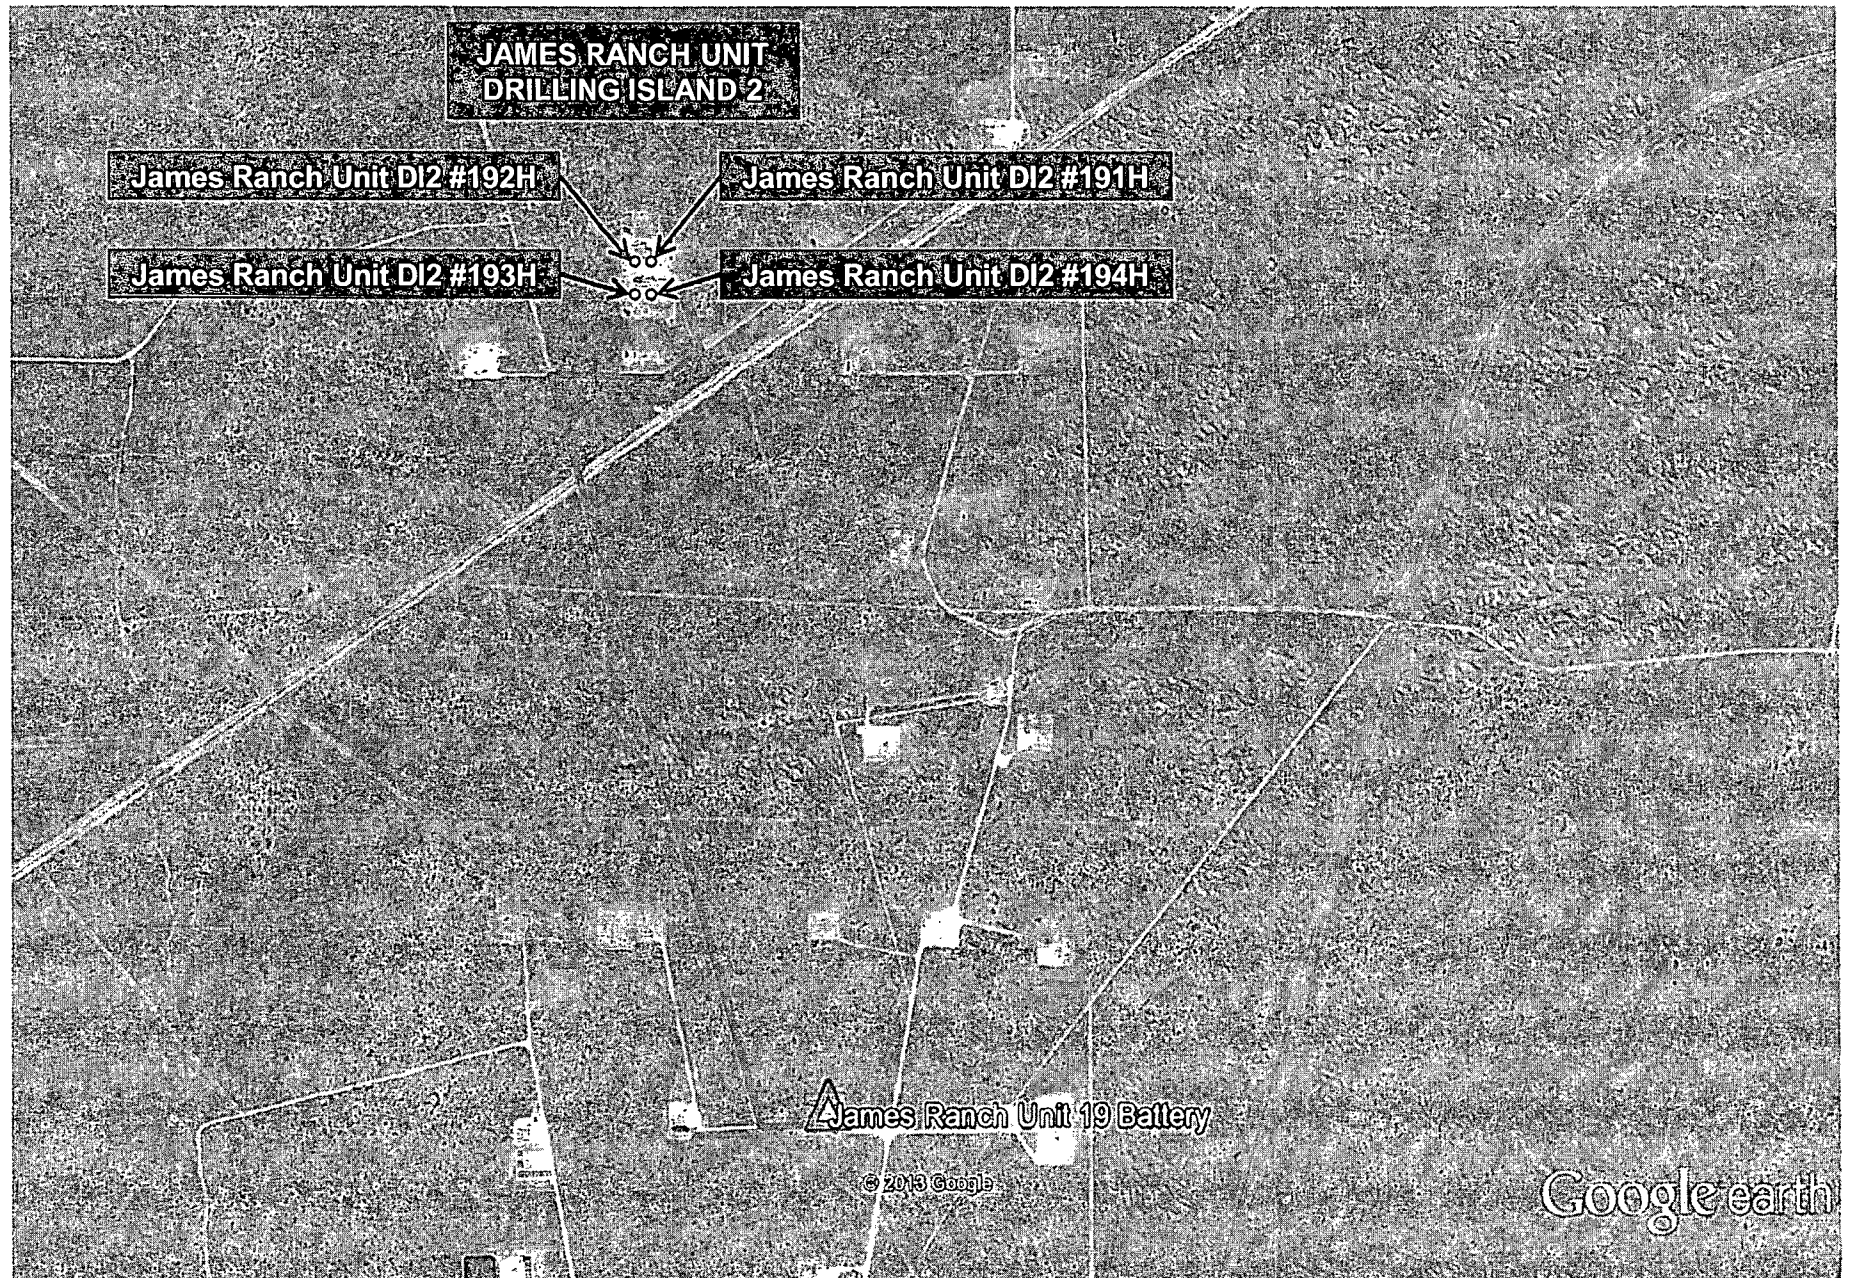 JAMES RANCH UNIT
DRILLING ISLAND 2
James Ranch Unit DI2 #192H
James Ranch Unit DI2 #191H
James Ranch Unit DI2 #193H
James Ranch Unit DI2 #194H
James Ranch Unit 19 Battery
© 2013 Google
Google earth